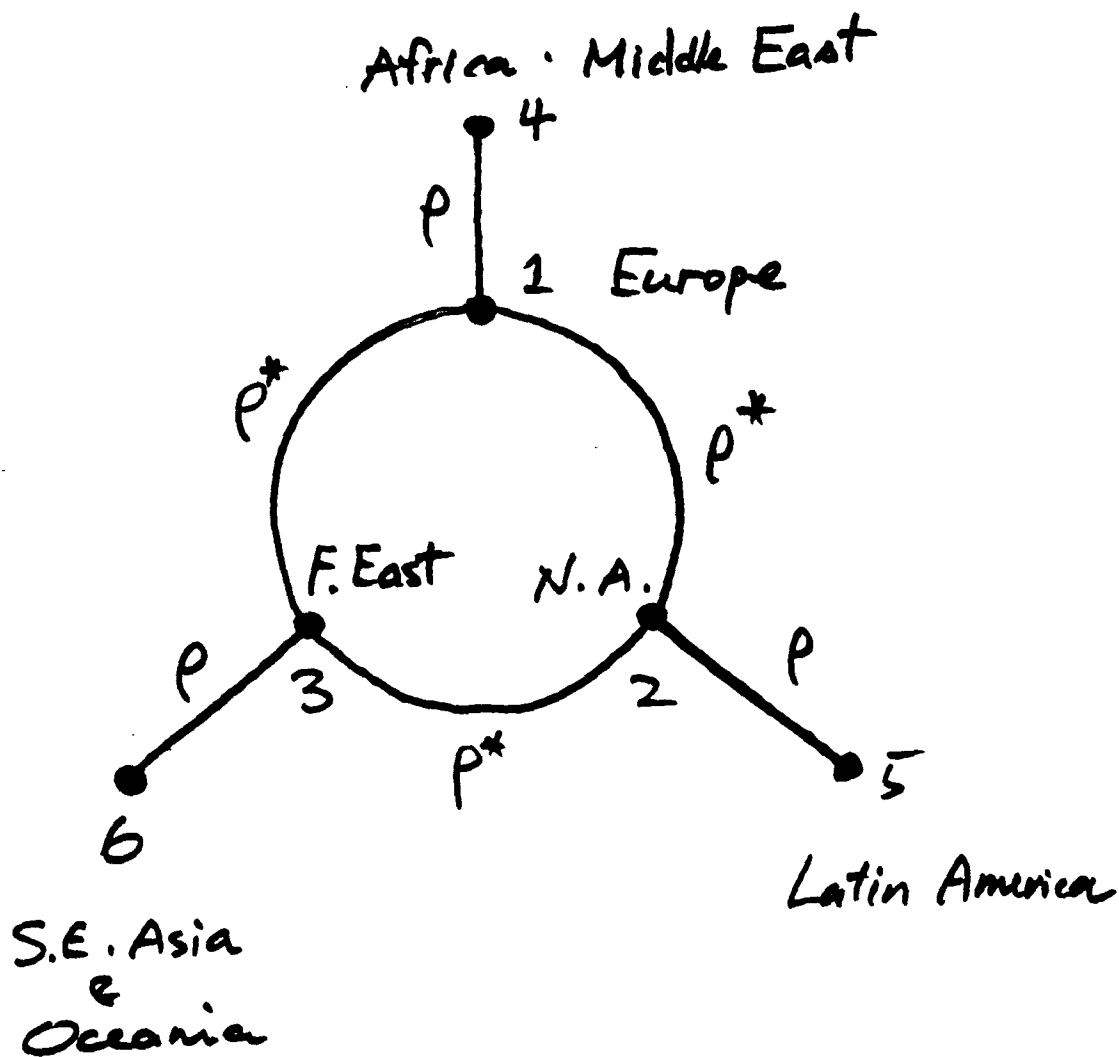 Africa · Middle East
4
ρ
1 Europe
ρ*
ρ*
F. East
N. A.
ρ
3
2
ρ
ρ*
6
5
Latin America
S.E. Asia
&
Oceania